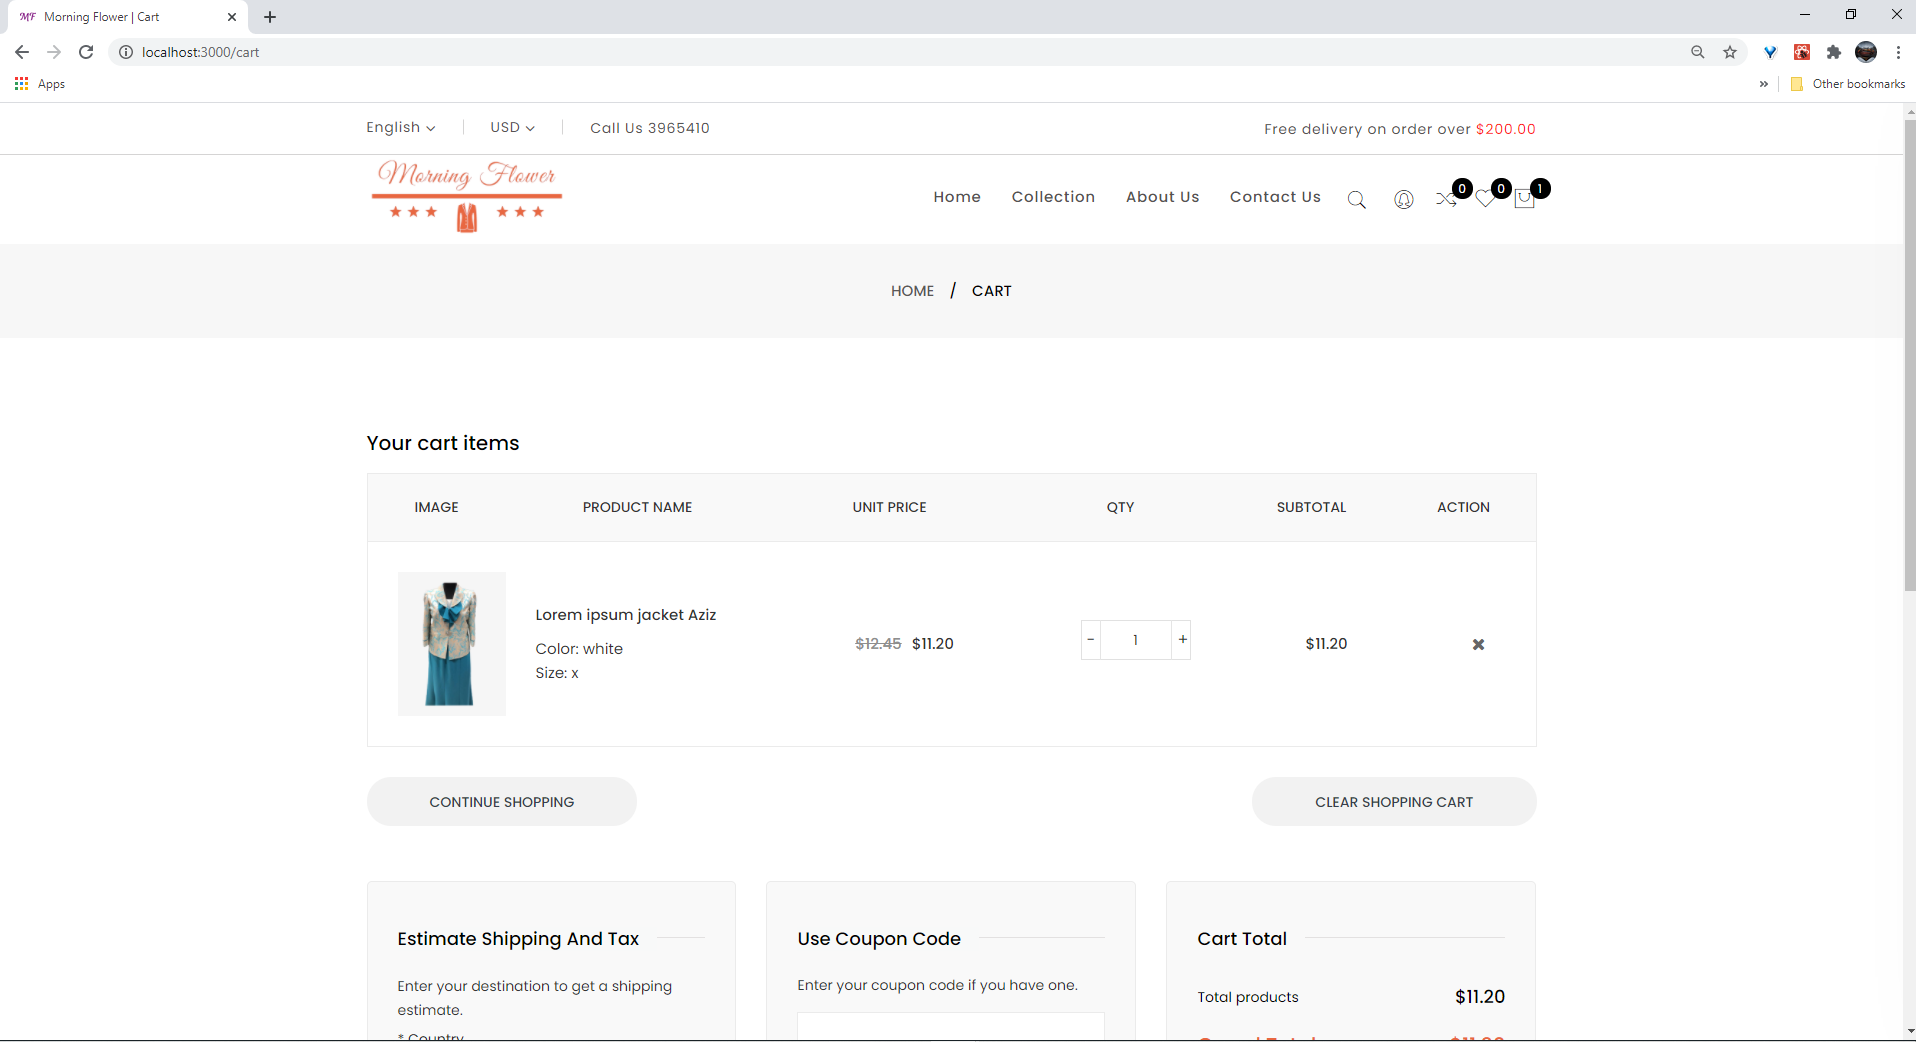 MF Morning Flower | Cart
localhost:3000/cart
Apps
» Other bookmarks
English
USD
Call Us 3965410
Free delivery on order over $200.00
Morning Flower
Home
Collection
About Us
Contact Us
0
0
1
HOME / CART
Your cart items
IMAGE PRODUCT NAME UNIT PRICE QTY SUBTOTAL ACTION
Lorem ipsum jacket Aziz
Color: white
Size: x
$12.45 $11.20
- 1 +
$11.20
CONTINUE SHOPPING
CLEAR SHOPPING CART
Estimate Shipping And Tax
Enter your destination to get a shipping
estimate.
* Country
Use Coupon Code
Enter your coupon code if you have one.
Cart Total
Total products $11.20